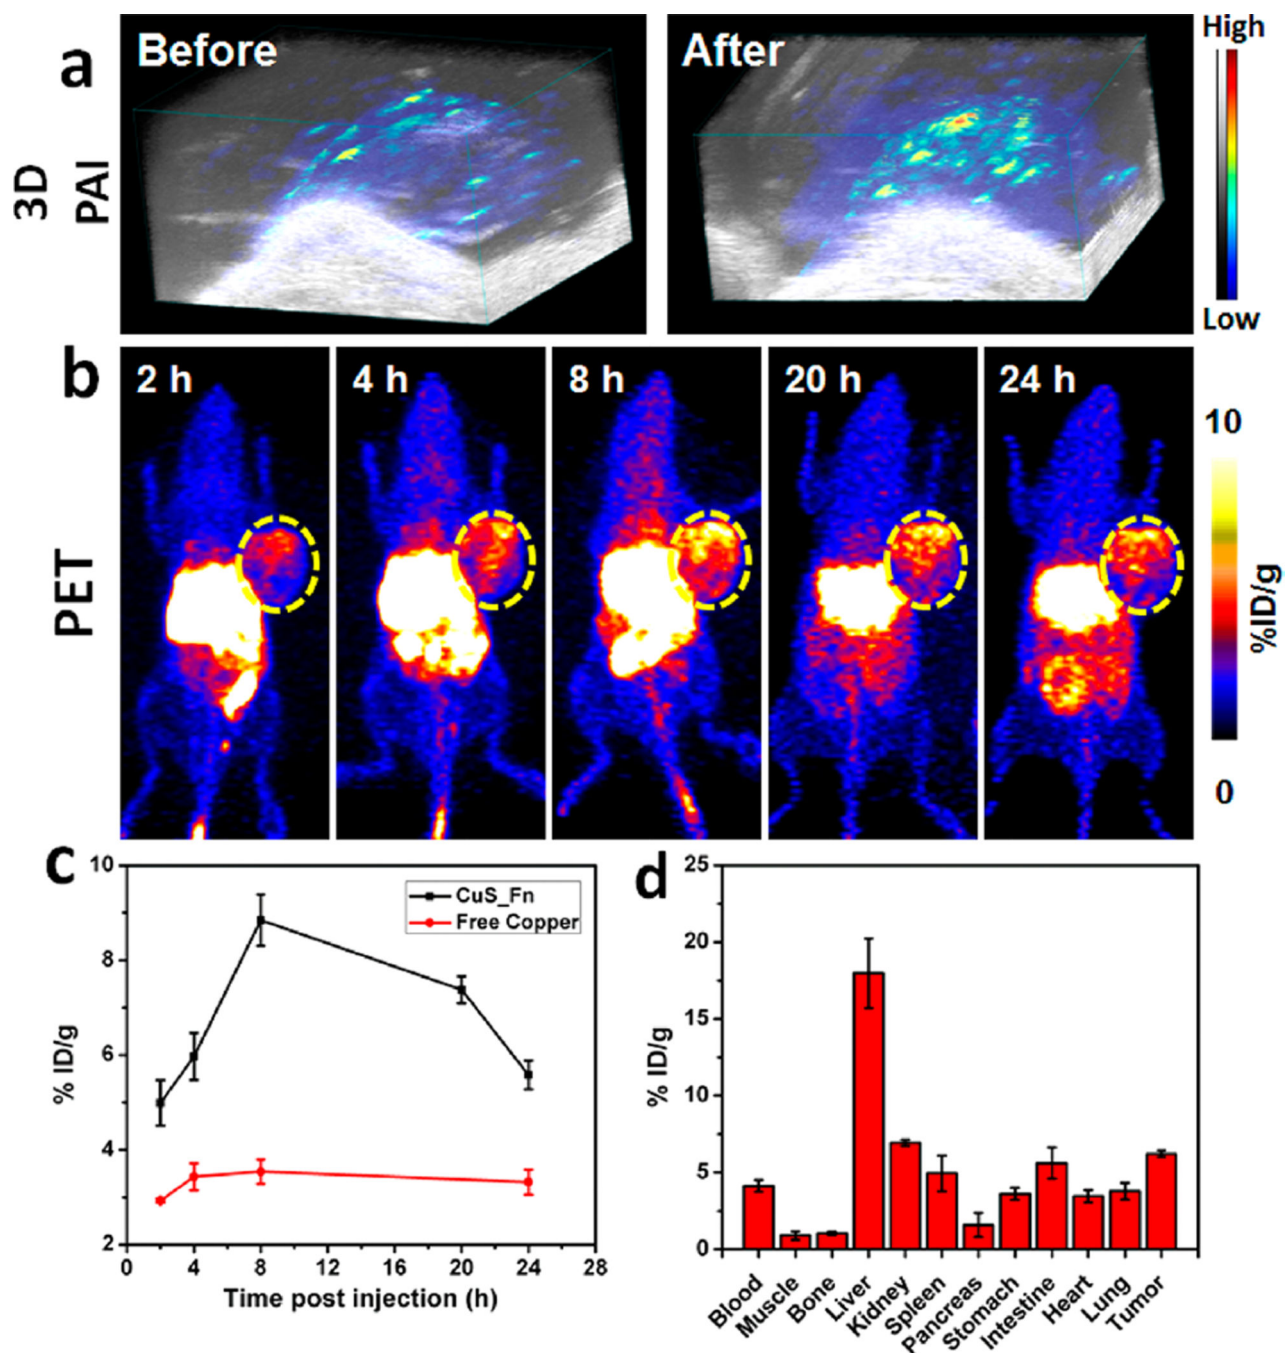 a
Before
After
High
Low
3D
PAI
b
2 h
4 h
8 h
20 h
24 h
PET
10
%ID/g
0
c
10
8
6
4
2
% ID/g
CuS_Fn
Free Copper
0 4 8 12 16 20 24 28
Time post injection (h)
d
25
20
15
10
5
0
% ID/g
Blood
Muscle
Bone
Liver
Kidney
Spleen
Pancreas
Stomach
Intestine
Heart
Lung
Tumor